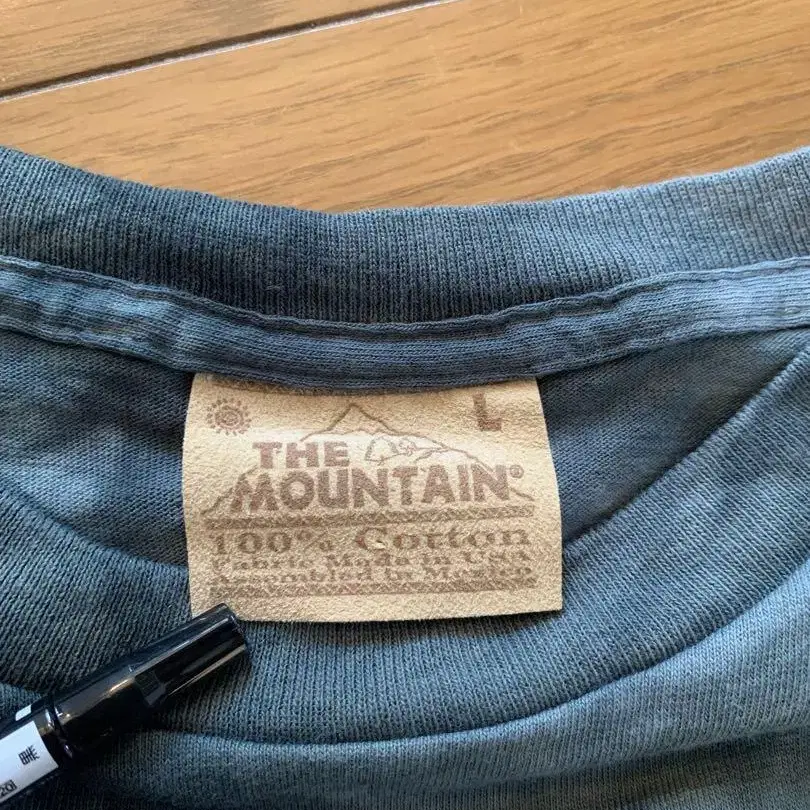 L
THE
MOUNTAIN®
100% Cotton
Fabric Made in USA
Assembled in Mexico